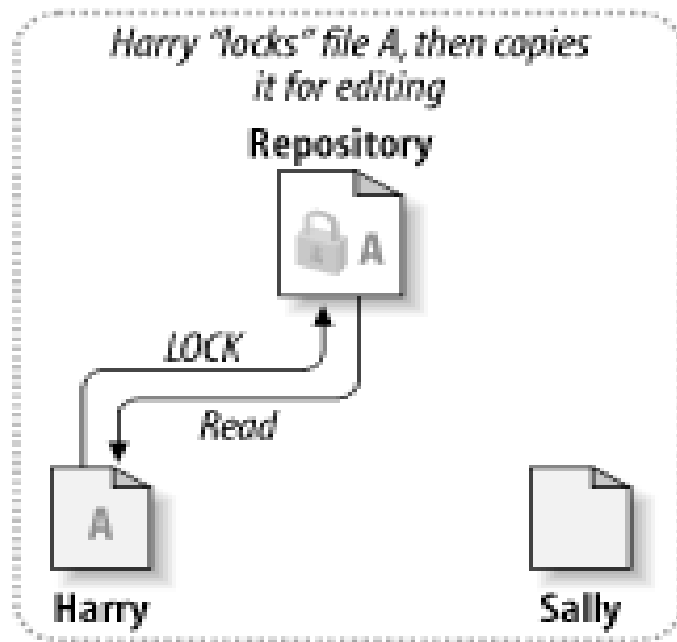 Harry "locks" file A, then copies
it for editing
Repository
A
LOCK
Read
A
Harry
Sally